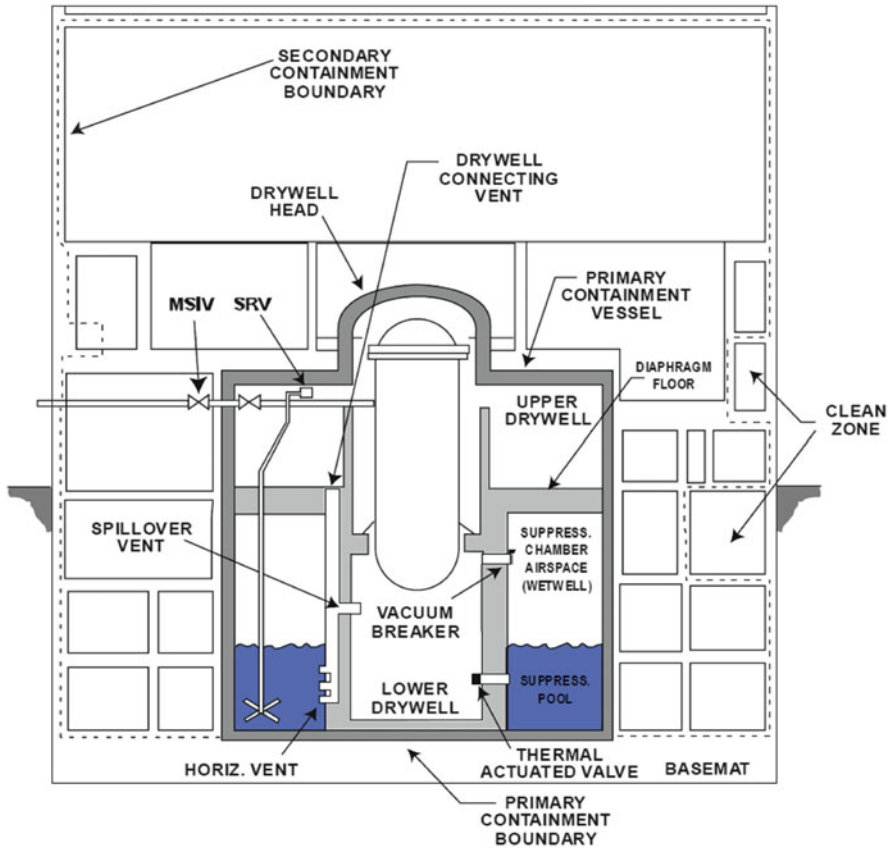 SECONDARY
CONTAINMENT
BOUNDARY
DRYWELL
CONNECTING
VENT
DRYWELL
HEAD
MSIV SRV
PRIMARY
CONTAINMENT
VESSEL
DIAPHRAGM
FLOOR
UPPER
DRYWELL
CLEAN
ZONE
SPILLOVER
VENT
SUPPRESS.
CHAMBER
AIRSPACE
(WETWELL)
VACUUM
BREAKER
LOWER
DRYWELL
SUPPRESS.
POOL
HORIZ. VENT
THERMAL
ACTUATED VALVE
BASEMAT
PRIMARY
CONTAINMENT
BOUNDARY